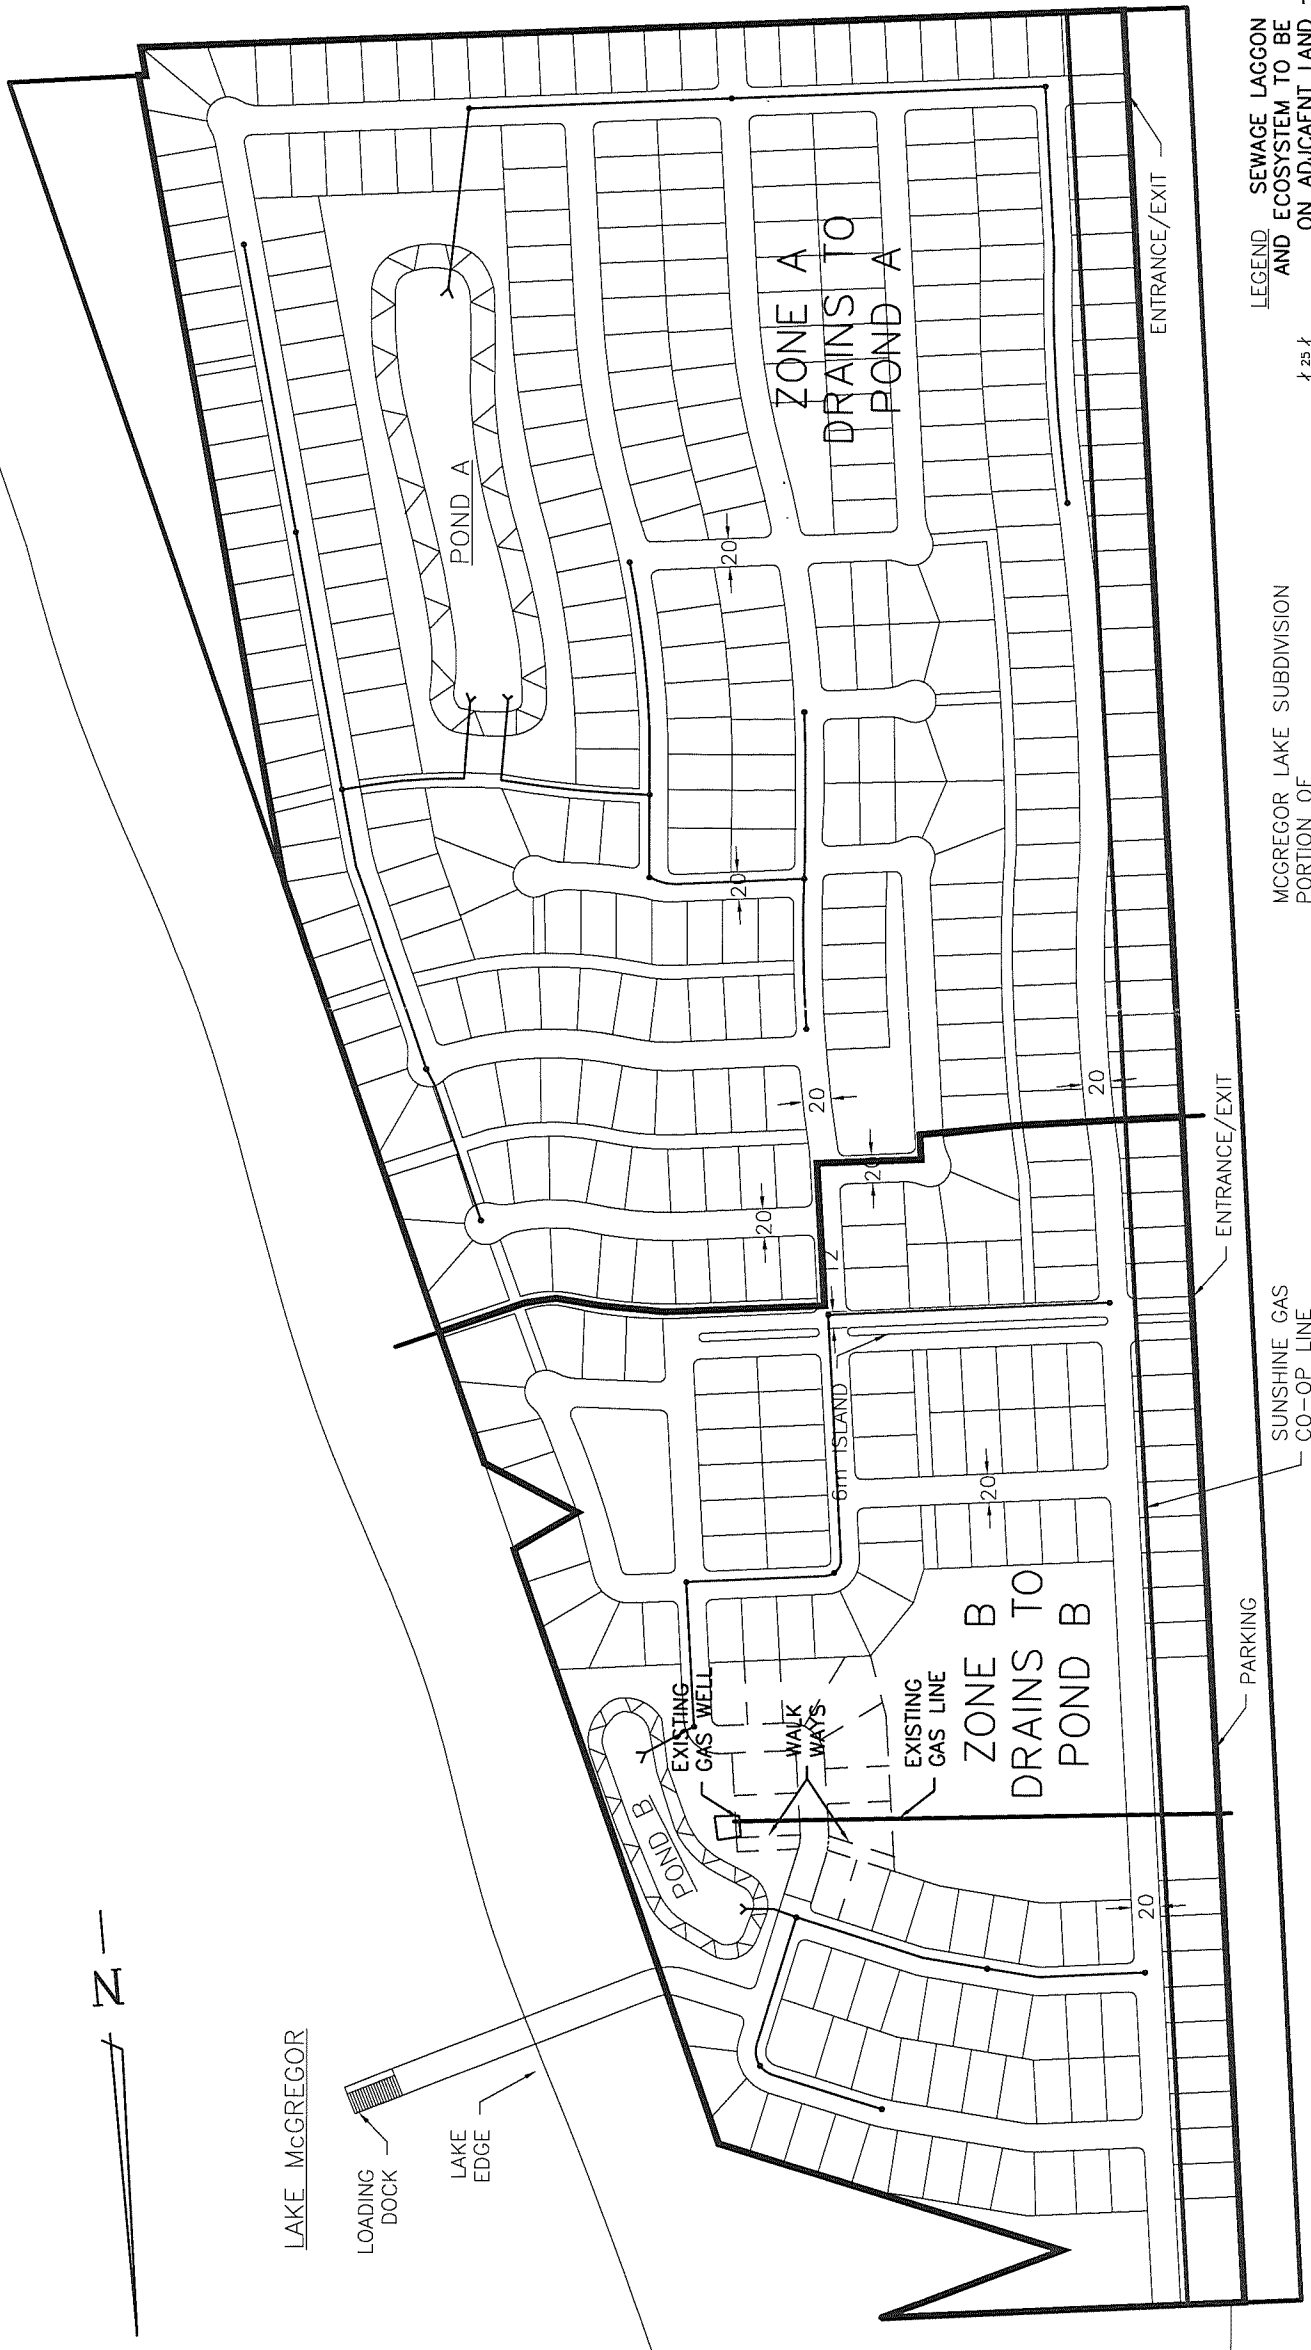 N
LAKE McGREGOR
LOADING
DOCK
LAKE
EDGE
POND A
POND B
ZONE A
DRAINS TO
POND A
ZONE B
DRAINS TO
POND B
EXISTING
GAS WELL
WALK
WAYS
EXISTING
GAS LINE
6m ISLAND
20
20
20
20
20
20
20
20
ENTRANCE/EXIT
ENTRANCE/EXIT
PARKING
SUNSHINE GAS
CO-OP LINE
MCGREGOR LAKE SUBDIVISION
PORTION OF
LEGEND SEWAGE LAGGON
AND ECOSYSTEM TO BE
ON ADJCAENT LAND
25